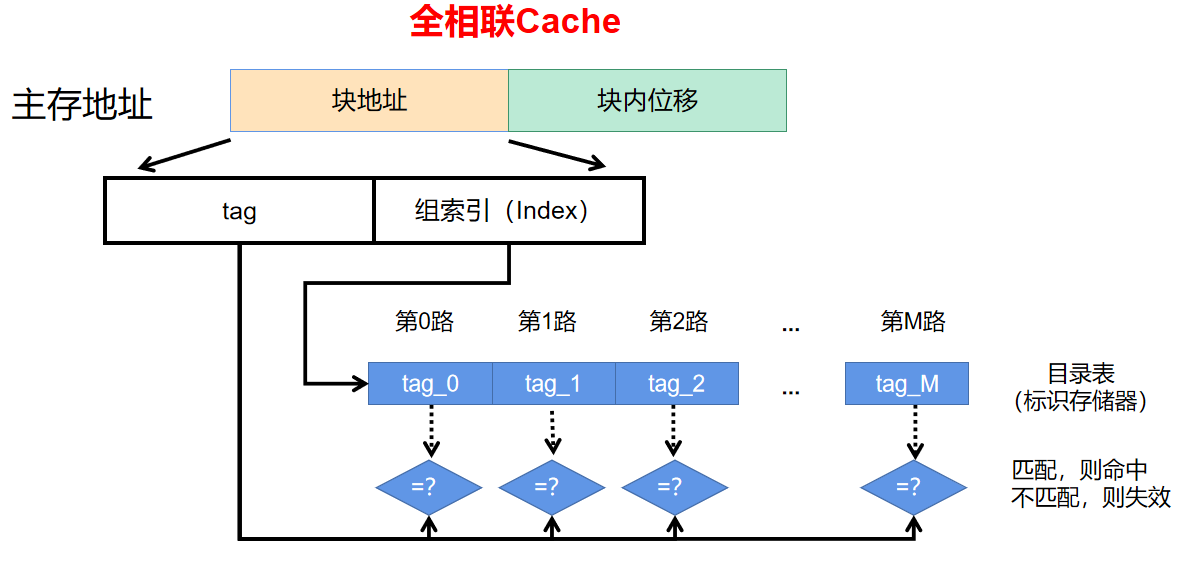 全相联Cache
主存地址
块地址
块内位移
tag
组索引（Index）
第0路
第1路
第2路
...
第M路
tag_0
tag_1
tag_2
...
tag_M
目录表
（标识存储器）
=?
=?
=?
=?
匹配，则命中
不匹配，则失效